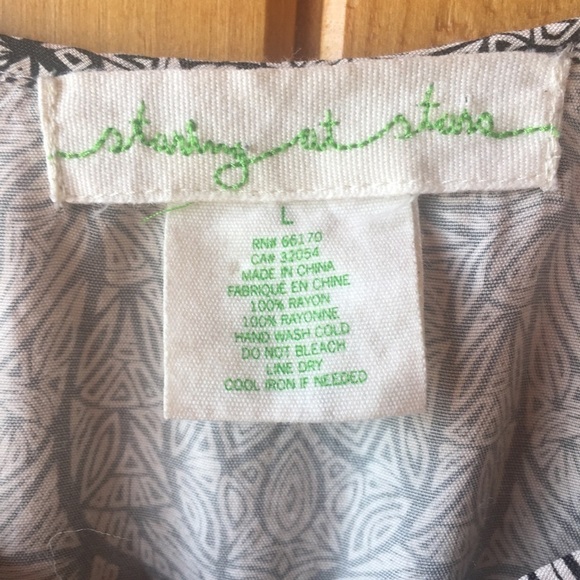 staring at stars
L
RN# 66170
CA# 32054
MADE IN CHINA
FABRIQUÉ EN CHINE
100% RAYON
100% RAYONNE
HAND WASH COLD
DO NOT BLEACH
LINE DRY
COOL IRON IF NEEDED